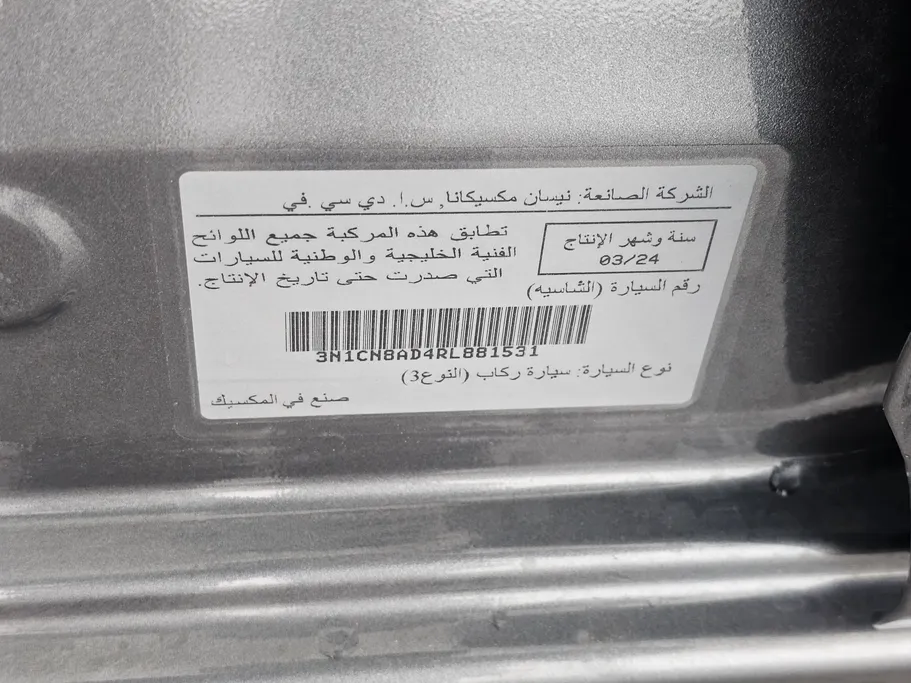 الشركة الصانعة: نيسان مكسيكانا, س.ا. دي سي .في
سنة وشهر الإنتاج
03/24
تطابق هذه المركبة جميع اللوائح
الفنية الخليجية والوطنية للسيارات
التي صدرت حتى تاريخ الإنتاج.
رقم السيارة (الشاسيه)
3N1CN8AD4RL881531
نوع السيارة: سيارة ركاب (النوع3)
صنع في المكسيك